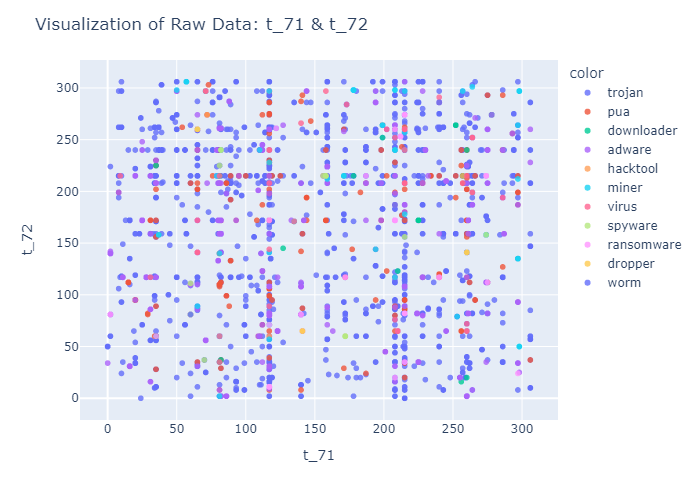 Visualization of Raw Data: t_71 & t_72
color
trojan
pua
downloader
adware
hacktool
miner
virus
spyware
ransomware
dropper
worm
t_72
300
250
200
150
100
50
0
0 50 100 150 200 250 300
t_71